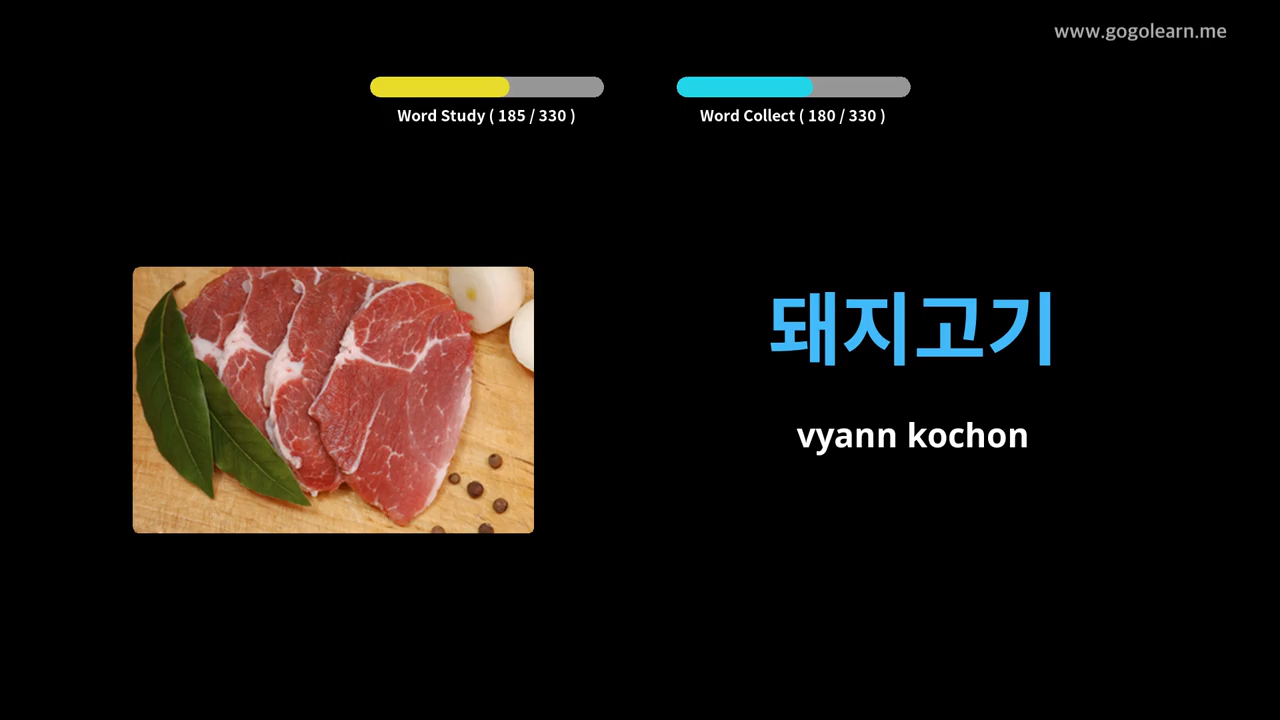 www.gogolearn.me
Word Study ( 185 / 330 )
Word Collect ( 180 / 330 )
돼지고기
vyann kochon